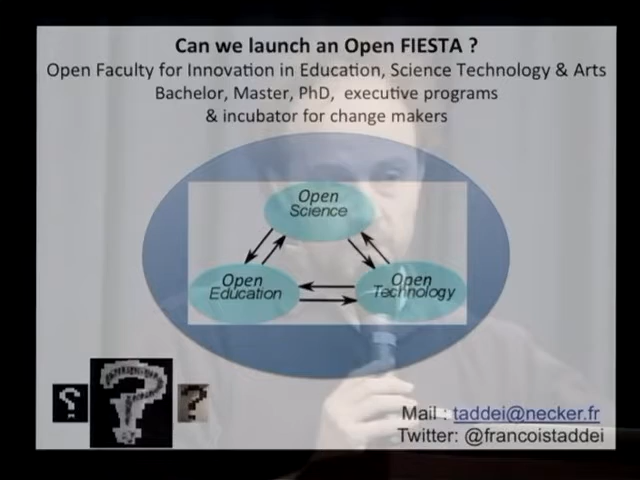 Can we launch an Open FIESTA ?
Open Faculty for Innovation in Education, Science Technology & Arts
Bachelor, Master, PhD, executive programs
& incubator for change makers
Open
Science
Open
Education
Open
Technology
Mail : taddei@necker.fr
Twitter: @francoistaddei